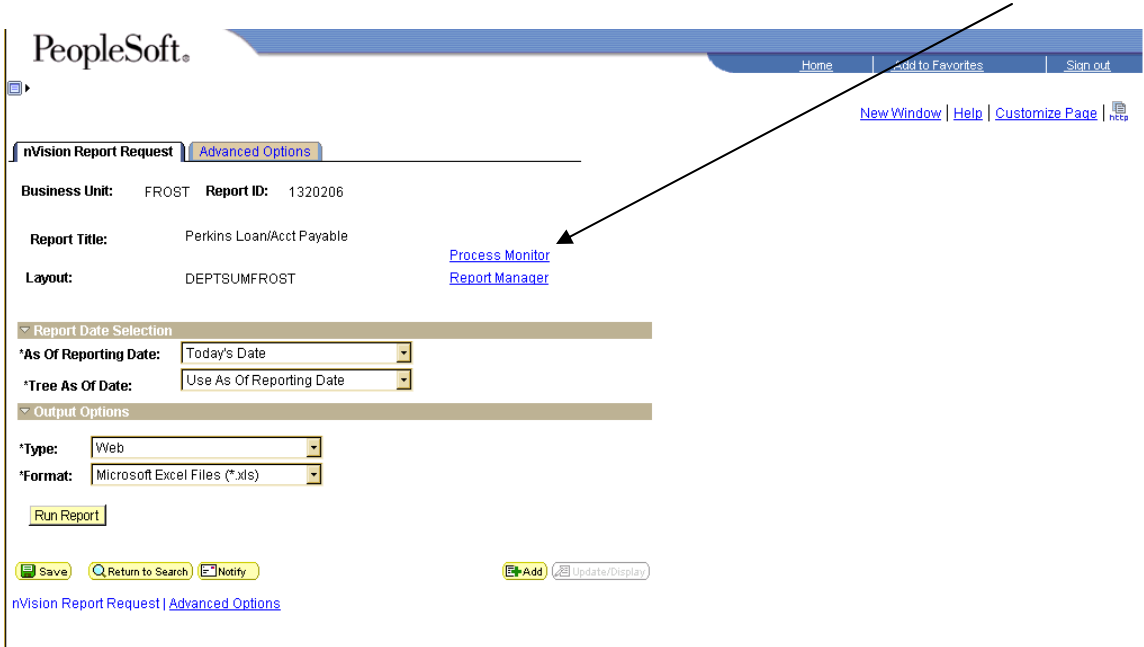 PeopleSoft®
Home | Add to Favorites | Sign out
New Window | Help | Customize Page | http
nVision Report Request Advanced Options
Business Unit: FROST Report ID: 1320206
Report Title: Perkins Loan/Acct Payable
Process Monitor
Layout: DEPTSUMFROST Report Manager
Report Date Selection
*As Of Reporting Date: Today's Date
*Tree As Of Date: Use As Of Reporting Date
Output Options
*Type: Web
*Format: Microsoft Excel Files (*.xls)
Run Report
Save Return to Search Notify Add Update/Display
nVision Report Request | Advanced Options